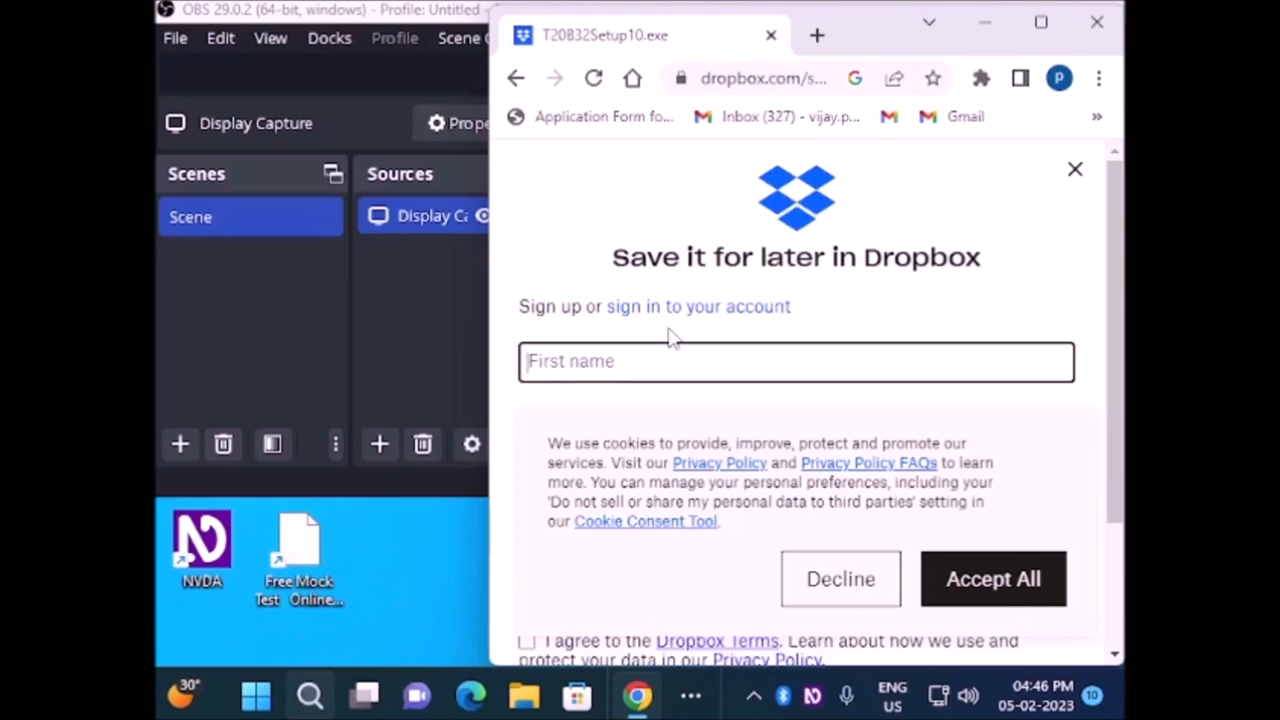 OBS 29.0.2 (64-bit, windows) - Profile: Untitled -
File Edit View Docks Profile Scene
Display Capture
Scenes
Sources
Scene
Display Ca
NVDA
Free Mock
Test Online...
T20B32Setup10.exe
dropbox.com/s...
Application Form fo...
Inbox (327) - vijay.p...
Gmail
»
Save it for later in Dropbox
Sign up or sign in to your account
First name
We use cookies to provide, improve, protect and promote our
services. Visit our Privacy Policy and Privacy Policy FAQs to learn
more. You can manage your personal preferences, including your
'Do not sell or share my personal data to third parties' setting in
our Cookie Consent Tool.
Decline
Accept All
I agree to the Dropbox Terms. Learn about how we use and
protect your data in our Privacy Policy.
30°
ENG
US
04:46 PM
05-02-2023
10